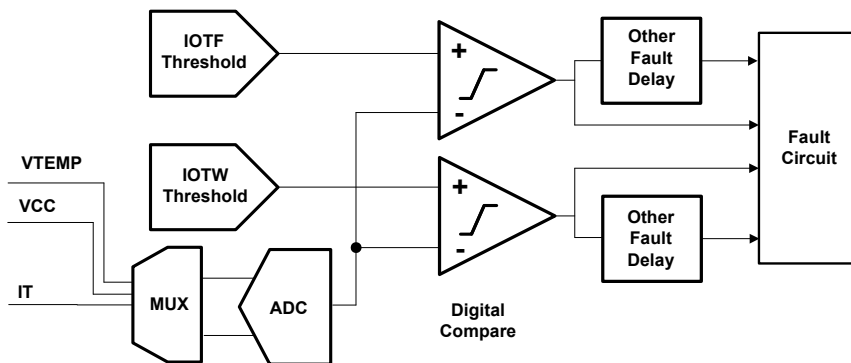 IOTF
Threshold
+
-
Other
Fault
Delay
Fault
Circuit
IOTW
Threshold
+
-
Other
Fault
Delay
VTEMP
VCC
IT
MUX
ADC
Digital
Compare